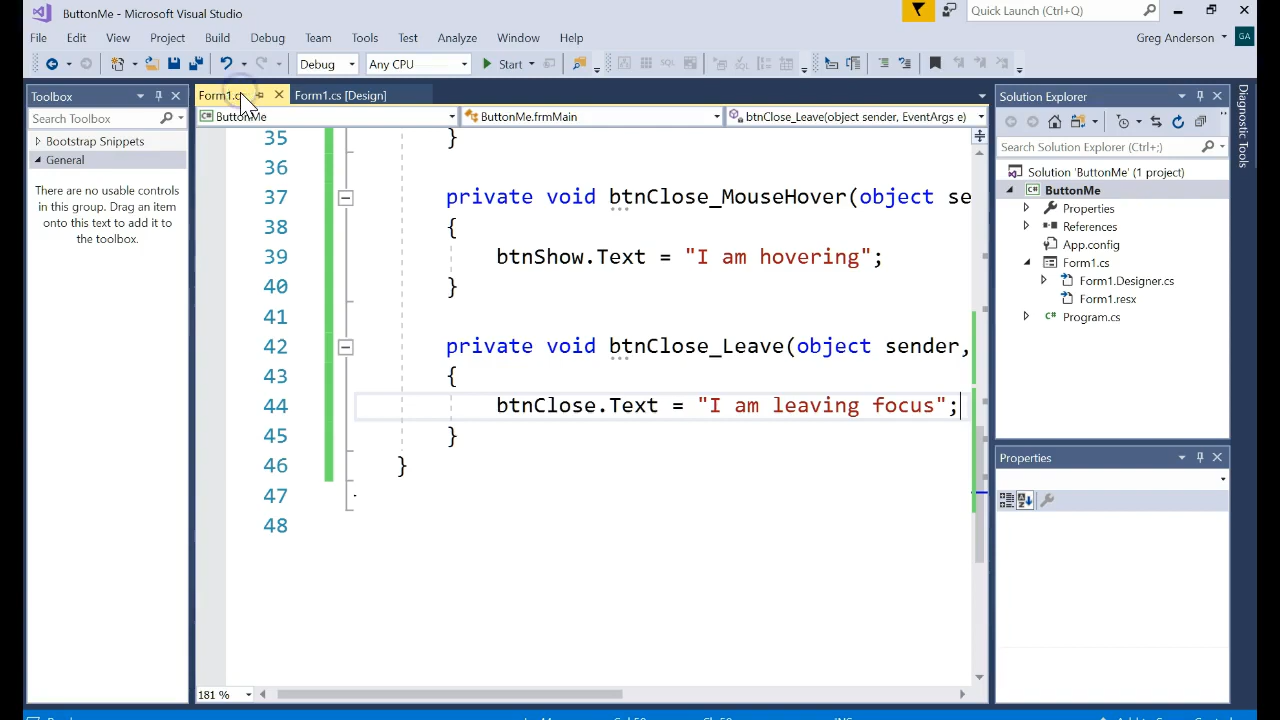 ButtonMe - Microsoft Visual Studio
Quick Launch (Ctrl+Q)
File Edit View Project Build Debug Team Tools Test Analyze Window Help
Greg Anderson
GA
Debug Any CPU Start
Toolbox
Search Toolbox
Bootstrap Snippets
General
There are no usable controls
in this group. Drag an item
onto this text to add it to
the toolbox.
Form1.cs Form1.cs [Design]
ButtonMe ButtonMe.frmMain btnClose_Leave(object sender, EventArgs e)
35 }
36
37 private void btnClose_MouseHover(object se
38 {
39 btnShow.Text = "I am hovering";
40 }
41
42 private void btnClose_Leave(object sender,
43 {
44 btnClose.Text = "I am leaving focus";
45 }
46 }
47
48
181 %
Solution Explorer
Search Solution Explorer (Ctrl+;)
Solution 'ButtonMe' (1 project)
ButtonMe
Properties
References
App.config
Form1.cs
Form1.Designer.cs
Form1.resx
Program.cs
Properties
Diagnostic Tools